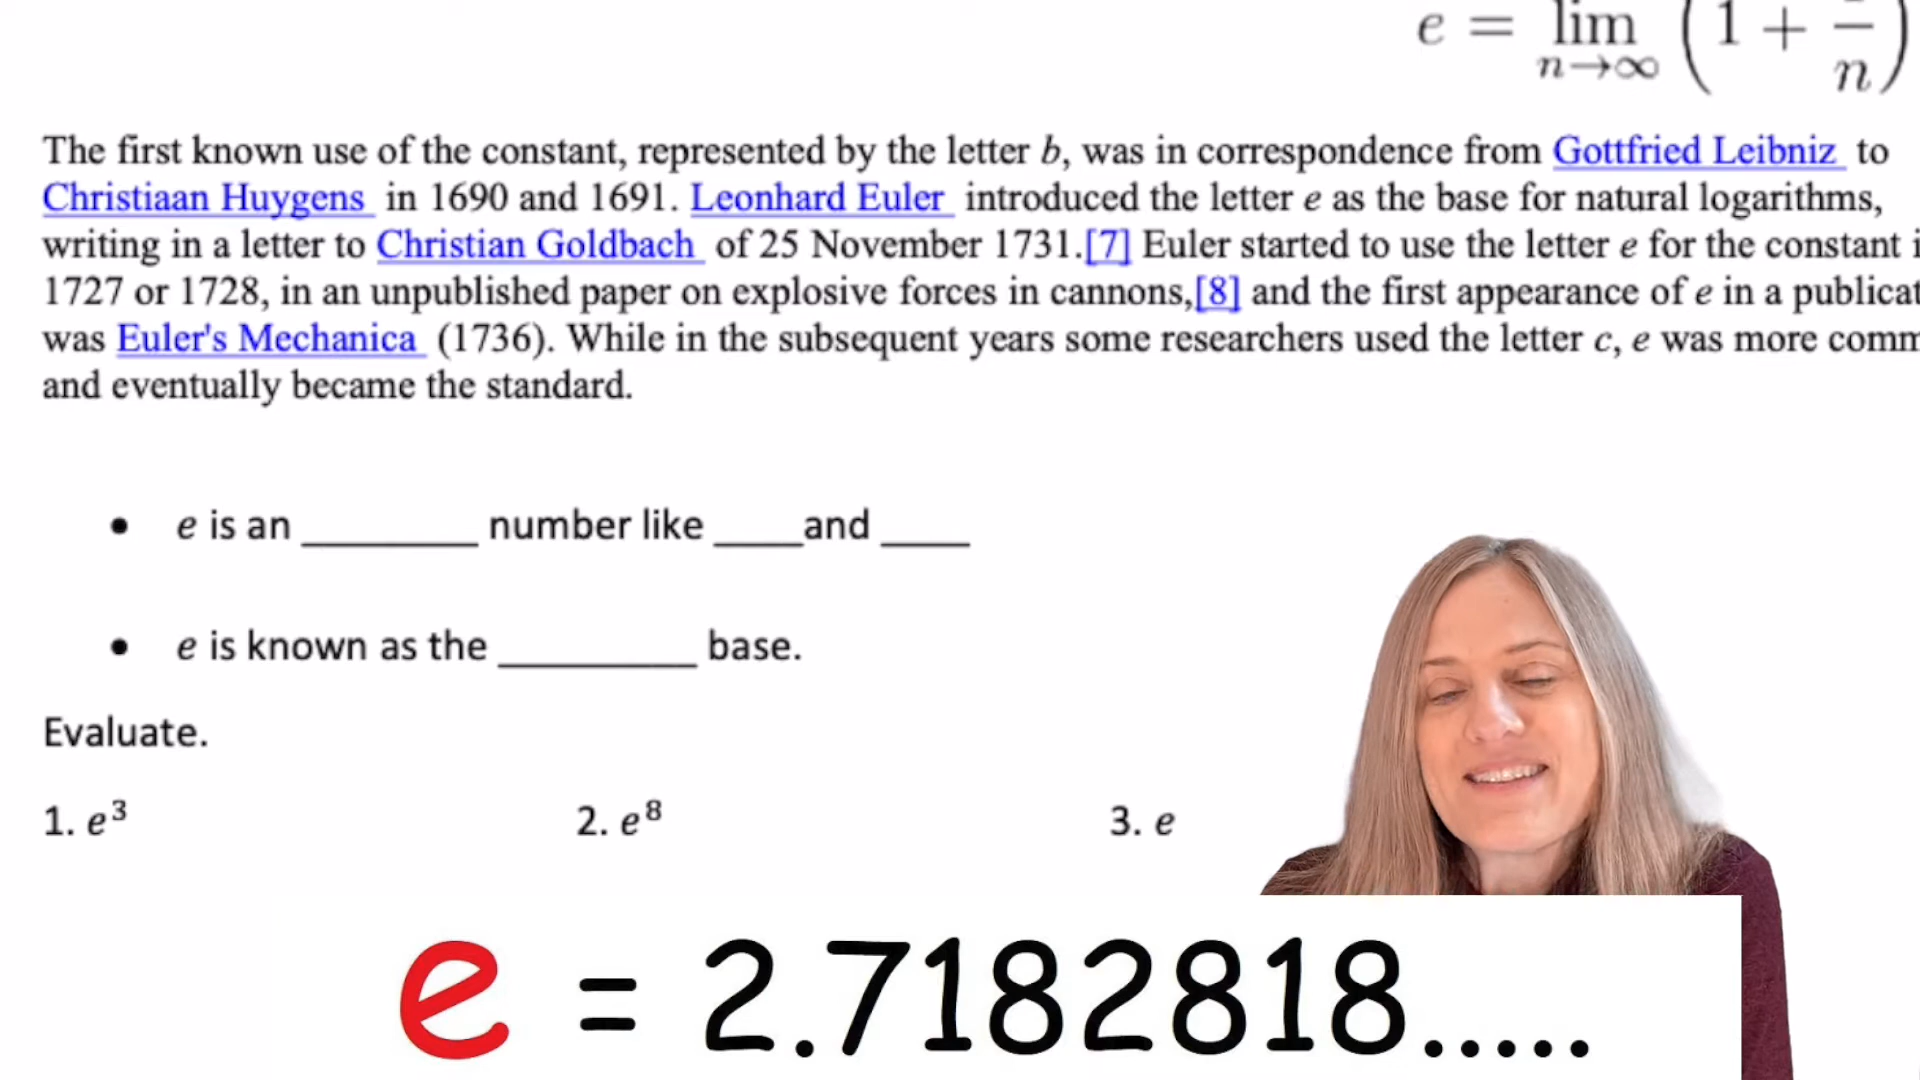 e = lim n→∞ (1 + — n)
The first known use of the constant, represented by the letter b, was in correspondence from Gottfried Leibniz to
Christiaan Huygens in 1690 and 1691. Leonhard Euler introduced the letter e as the base for natural logarithms,
writing in a letter to Christian Goldbach of 25 November 1731.[7] Euler started to use the letter e for the constant
1727 or 1728, in an unpublished paper on explosive forces in cannons,[8] and the first appearance of e in a
was Euler's Mechanica (1736). While in the subsequent years some researchers used the letter c, e was more
and eventually became the standard.
• e is an ________ number like ____and ____
• e is known as the _________ base.
Evaluate.
1. e³ 2. e⁸ 3. e
e = 2.7182818.....